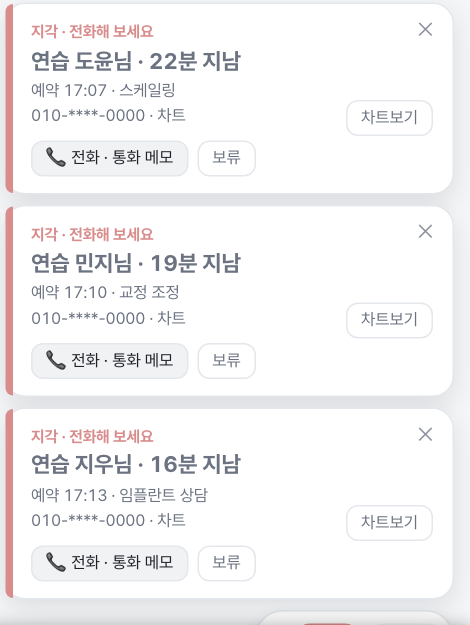 지각 · 전화해 보세요
연습 도윤님 · 22분 지남
예약 17:07 · 스케일링
010-****-0000 · 차트
차트보기
전화 · 통화 메모
보류
지각 · 전화해 보세요
연습 민지님 · 19분 지남
예약 17:10 · 교정 조정
010-****-0000 · 차트
차트보기
전화 · 통화 메모
보류
지각 · 전화해 보세요
연습 지우님 · 16분 지남
예약 17:13 · 임플란트 상담
010-****-0000 · 차트
차트보기
전화 · 통화 메모
보류